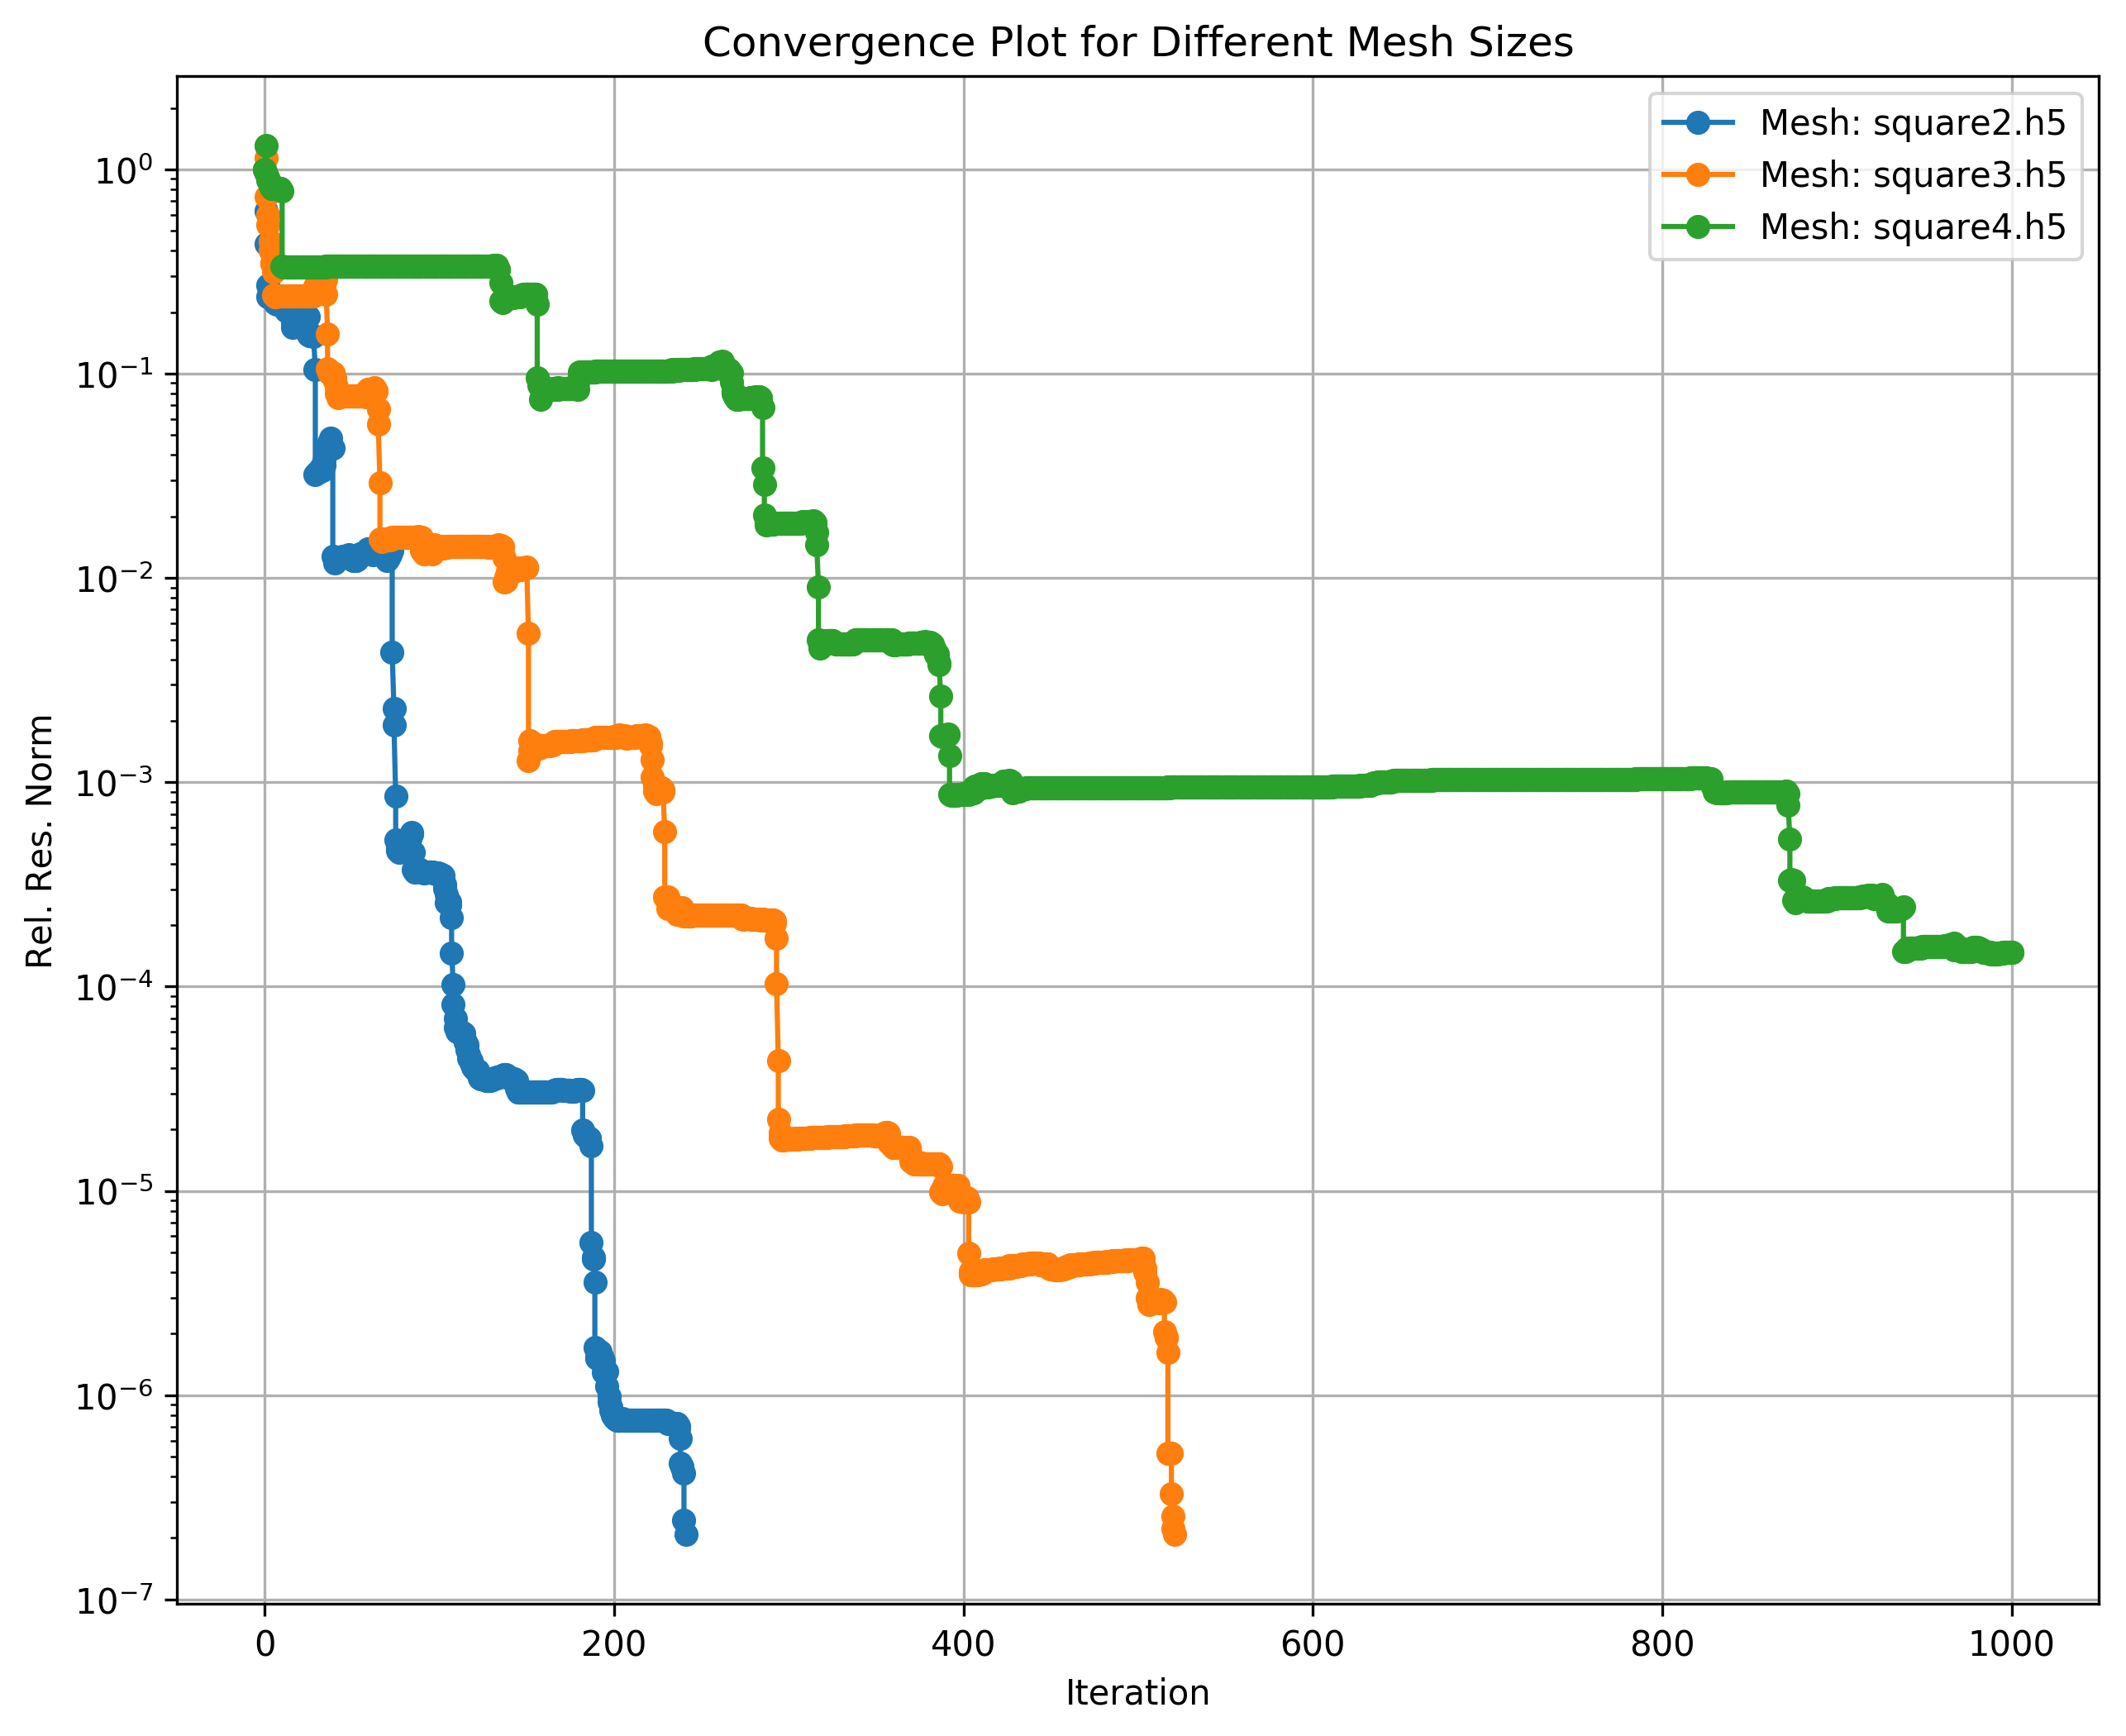 Convergence Plot for Different Mesh Sizes
Mesh: square2.h5
Mesh: square3.h5
Mesh: square4.h5
10⁰
10⁻¹
10⁻²
10⁻³
10⁻⁴
10⁻⁵
10⁻⁶
10⁻⁷
Rel. Res. Norm
0 200 400 600 800 1000
Iteration